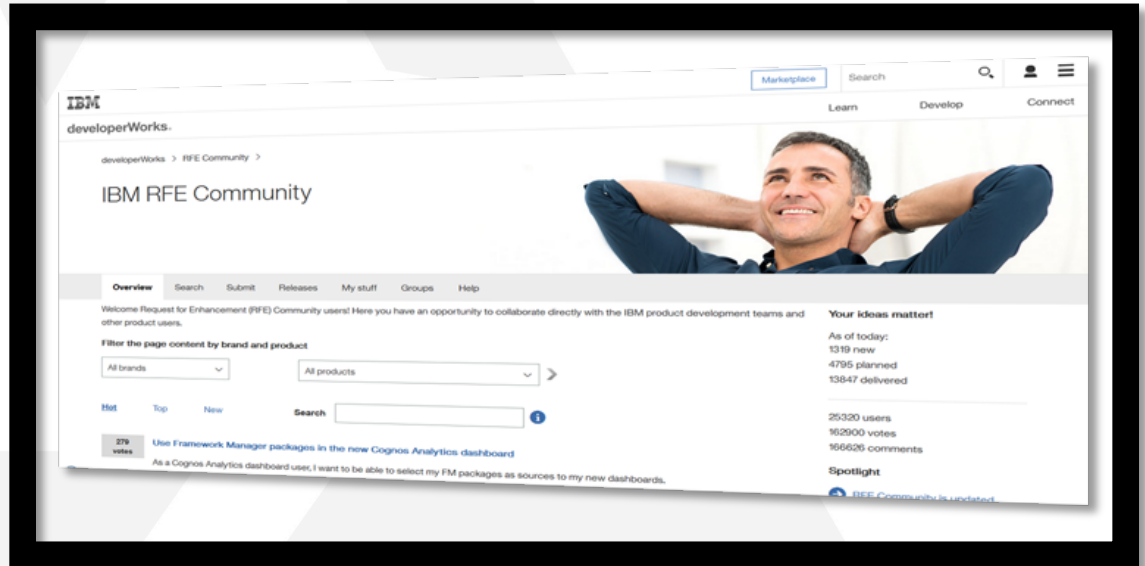 Marketplace
Search
IBM
Learn Develop Connect
developerWorks.
developerWorks > RFE Community >
IBM RFE Community
Overview Search Submit Releases My stuff Groups Help
Welcome Request for Enhancement (RFE) Community users! Here you have an opportunity to collaborate directly with the IBM product development teams and
other product users.
Filter the page content by brand and product
All brands
All products
Hot Top New
Search
279
votes
Use Framework Manager packages in the new Cognos Analytics dashboard
As a Cognos Analytics dashboard user, I want to be able to select my FM packages as sources to my new dashboards.
Your ideas matter!
As of today:
1319 new
4795 planned
13847 delivered
25320 users
162900 votes
166626 comments
Spotlight
RFE Community is updated